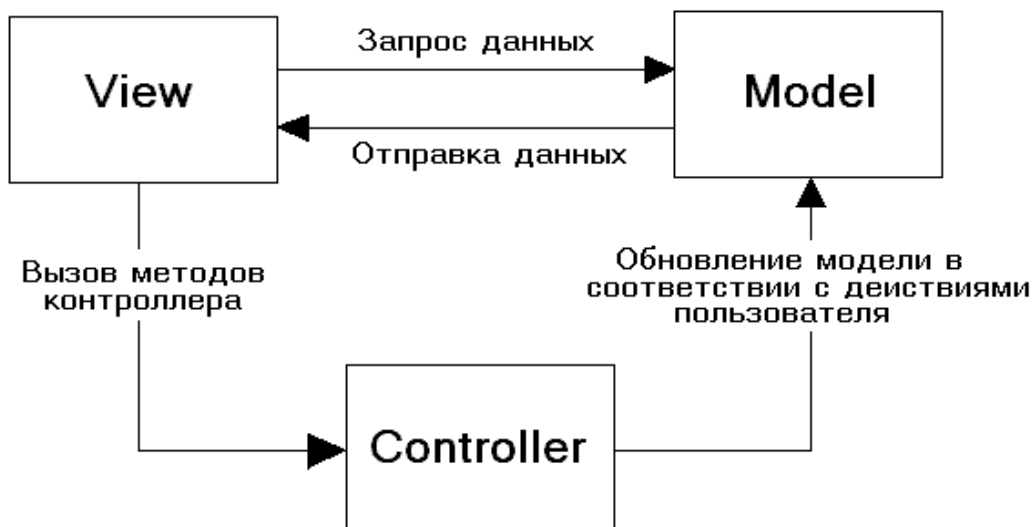 Запрос данных
View
Model
Отправка данных
Вызов методов
контроллера
Обновление модели в
соответствии с деиствиями
пользователя
Controller